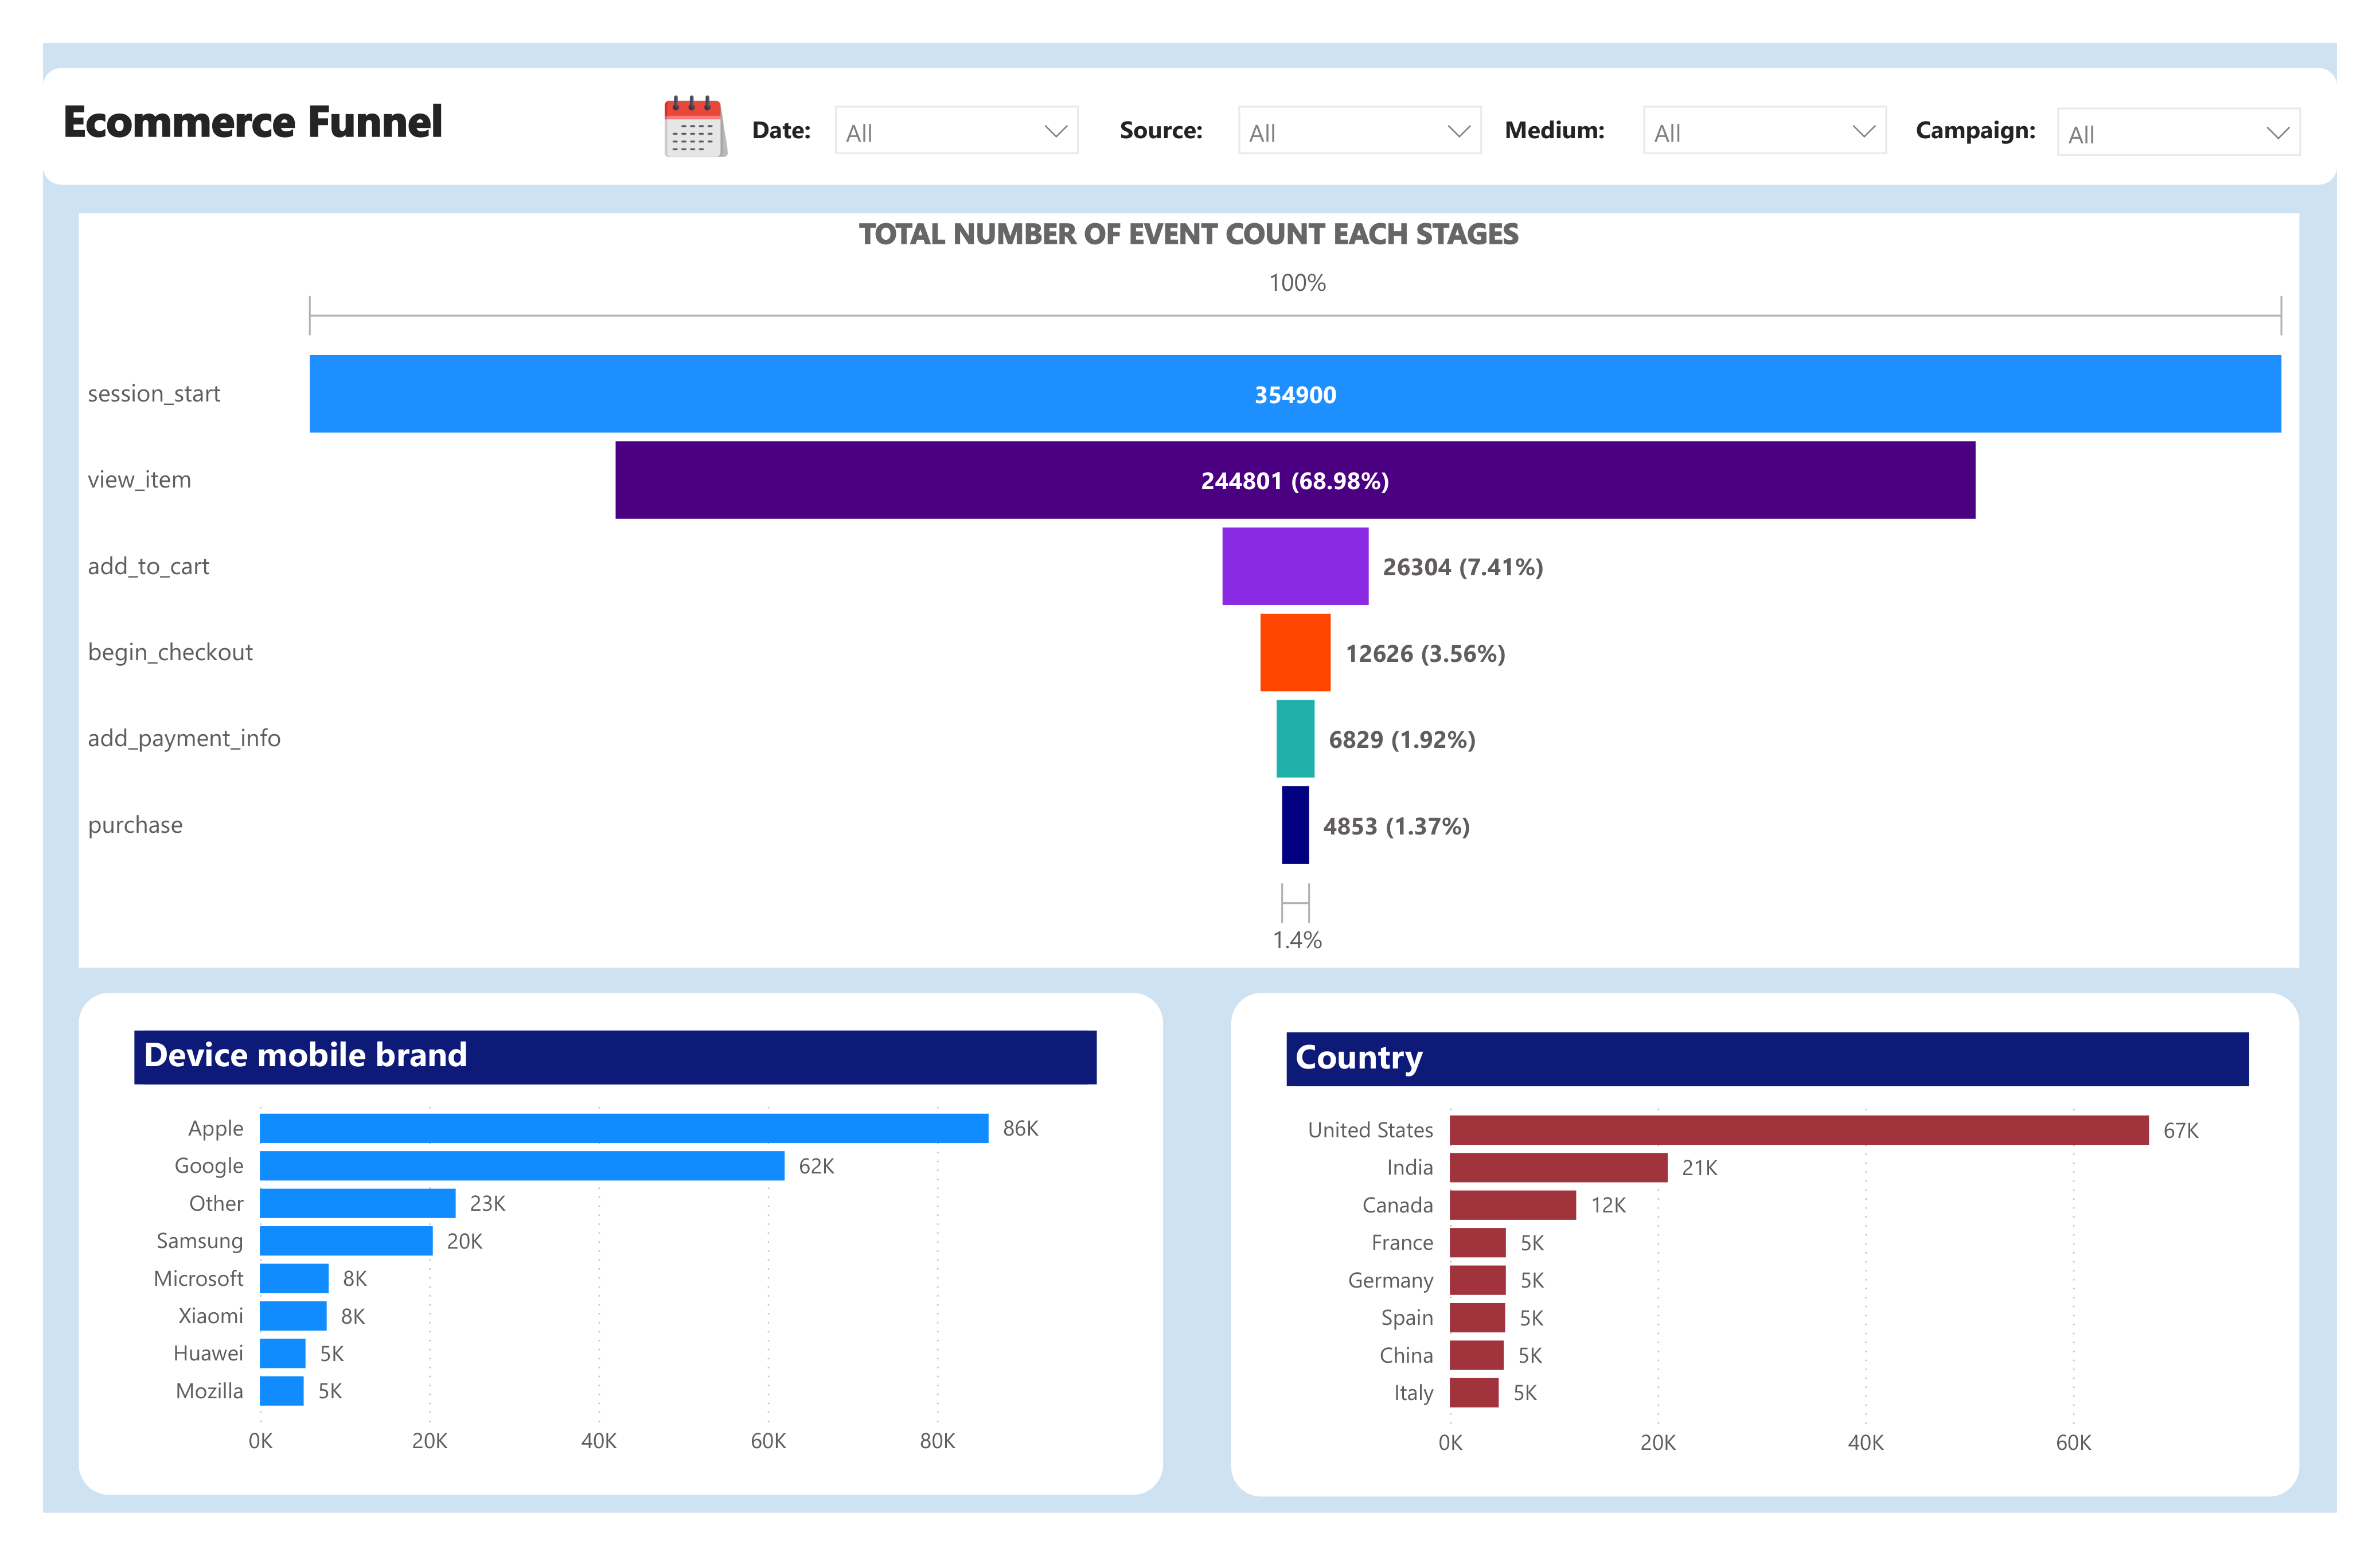 Ecommerce Funnel
Date: All Source: All Medium: All Campaign: All
TOTAL NUMBER OF EVENT COUNT EACH STAGES
100%
session_start 354900
view_item 244801 (68.98%)
add_to_cart 26304 (7.41%)
begin_checkout 12626 (3.56%)
add_payment_info 6829 (1.92%)
purchase 4853 (1.37%)
1.4%
Device mobile brand
Apple 86K
Google 62K
Other 23K
Samsung 20K
Microsoft 8K
Xiaomi 8K
Huawei 5K
Mozilla 5K
0K 20K 40K 60K 80K
Country
United States 67K
India 21K
Canada 12K
France 5K
Germany 5K
Spain 5K
China 5K
Italy 5K
0K 20K 40K 60K